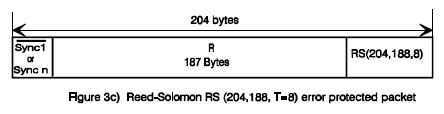 204 bytes
Sync1
or
Sync n
R
187 Bytes
RS(204,188,8)
Figure 3c) Reed-Solomon RS (204,188, T=8) error protected packet